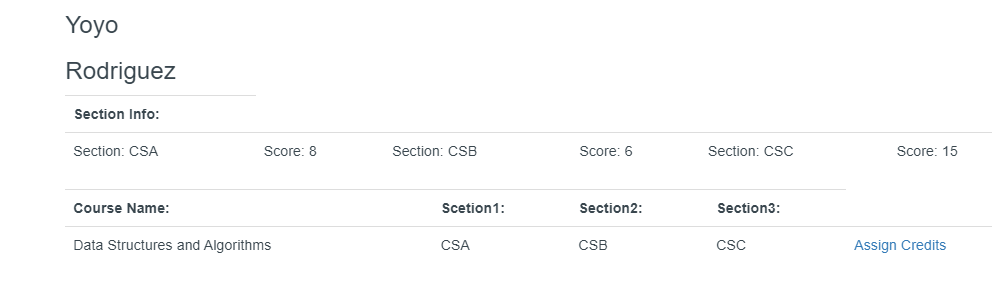 Yoyo
Rodriguez
Section Info:
Section: CSA Score: 8 Section: CSB Score: 6 Section: CSC Score: 15
Course Name: Scetion1: Section2: Section3:
Data Structures and Algorithms CSA CSB CSC Assign Credits